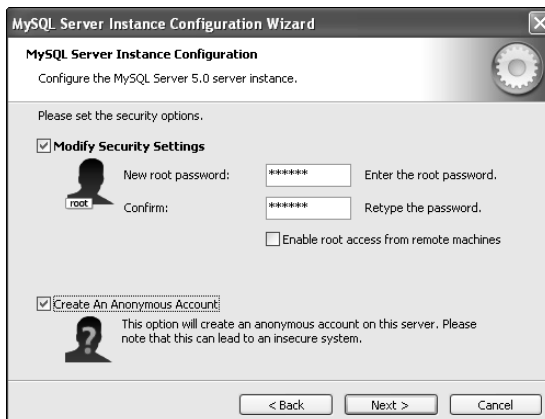 MySQL Server Instance Configuration Wizard
MySQL Server Instance Configuration
Configure the MySQL Server 5.0 server instance.
Please set the security options.
Modify Security Settings
root
New root password:
******
Enter the root password.
Confirm:
******
Retype the password.
Enable root access from remote machines
Create An Anonymous Account
?
This option will create an anonymous account on this server. Please
note that this can lead to an insecure system.
< Back
Next >
Cancel